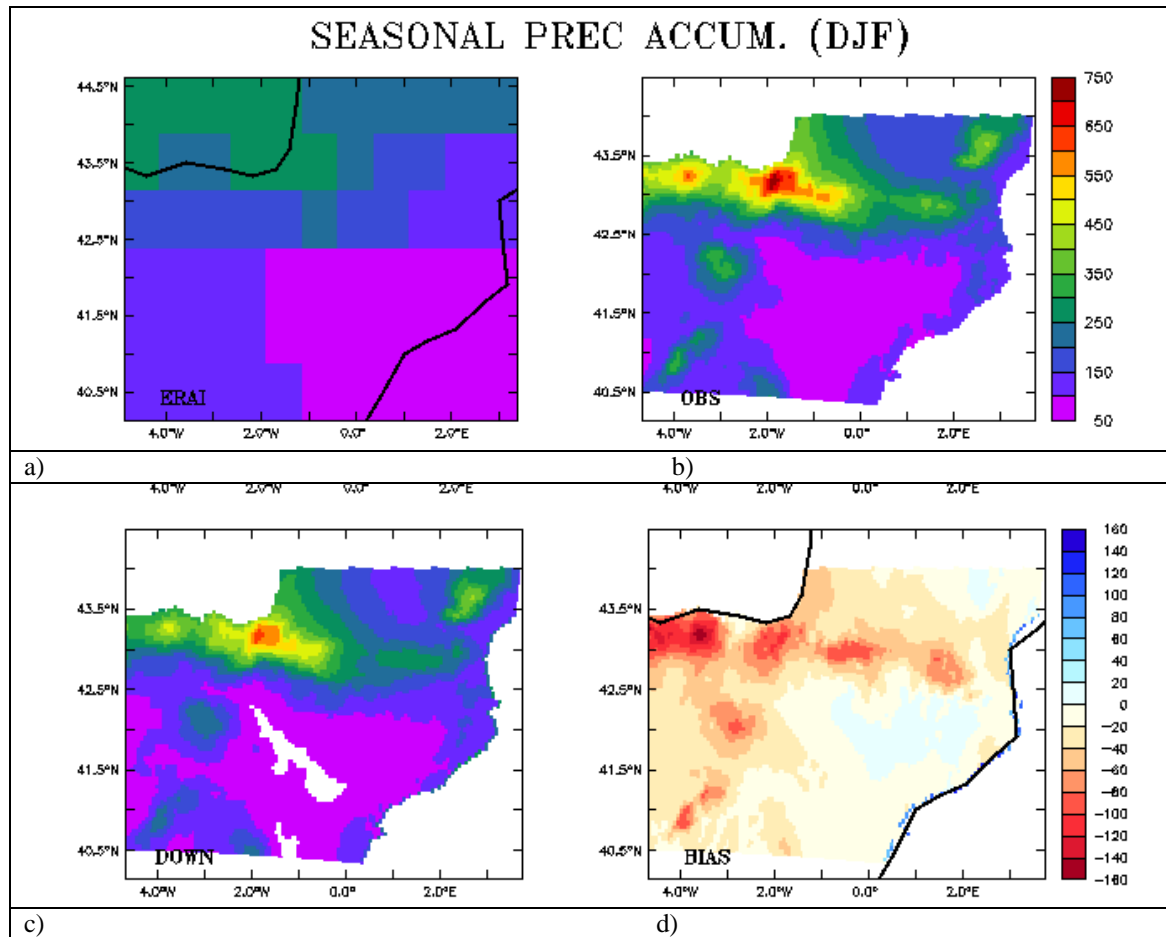 SEASONAL PREC ACCUM. (DJF)
44.5°N
43.5°N
42.5°N
41.5°N
40.5°N
ERAI
4.0°W 2.0°W 0.0° 2.0°E
43.5°N
42.5°N
41.5°N
40.5°N
OBS
4.0°W 2.0°W 0.0° 2.0°E
750
650
550
450
350
250
150
50
a) b)
4.0°W 2.0°W 0.0° 2.0°E
4.0°W 2.0°W 0.0° 2.0°E
43.5°N
42.5°N
41.5°N
40.5°N
DOWN
4.0°W 2.0°W 0.0° 2.0°E
43.5°N
42.5°N
41.5°N
40.5°N
BIAS
4.0°W 2.0°W 0.0° 2.0°E
160
140
120
100
80
60
40
20
0
-20
-40
-60
-80
-100
-120
-140
-160
c) d)